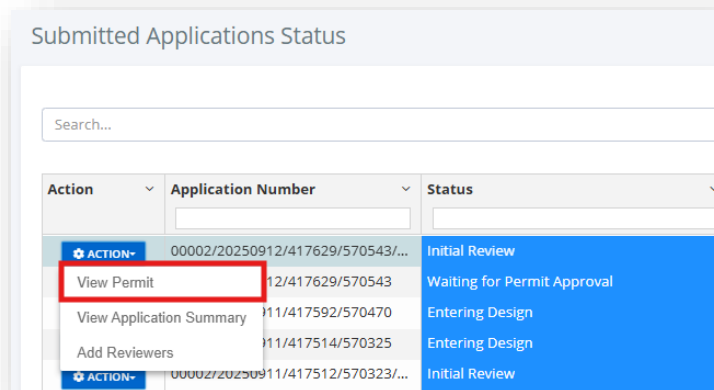 Submitted Applications Status
Search...
Action Application Number Status
ACTION 00002/20250912/417629/570543/... Initial Review
View Permit 12/417629/570543 Waiting for Permit Approval
911/417592/570470 Entering Design
View Application Summary
911/417514/570325 Entering Design
Add Reviewers
ACTION 00002/20250911/417512/570323/... Initial Review